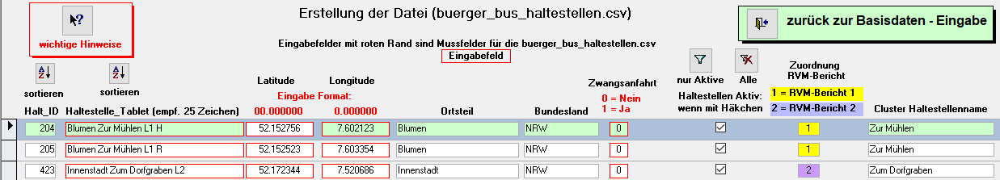 Erstellung der Datei (buerger_bus_haltestellen.csv)
zurück zur Basisdaten - Eingabe
wichtige Hinweise
Eingabefelder mit roten Rand sind Mussfelder für die buerger_bus_haltestellen.csv
Eingabefeld
sortieren
sortieren
nur Aktive
Alle
Zuordnung
RVM-Bericht
Latitude
Longitude
Eingabe Format:
00.000000
0.000000
Zwangsanfahrt
0 = Nein
1 = Ja
Haltestellen Aktiv:
wenn mit Häkchen
1 = RVM-Bericht 1
2 = RVM-Bericht 2
Halt_ID Haltestelle_Tablet (empf. 25 Zeichen) Ortsteil Bundesland Cluster Haltestellenname
204 Blumen Zur Mühlen L1 H 52.152756 7.602123 Blumen NRW 0 1 Zur Mühlen
205 Blumen Zur Mühlen L1 R 52.152523 7.603354 Blumen NRW 0 1 Zur Mühlen
423 Innenstadt Zum Dorfgraben L2 52.172344 7.520686 Innenstadt NRW 0 2 Zum Dorfgraben